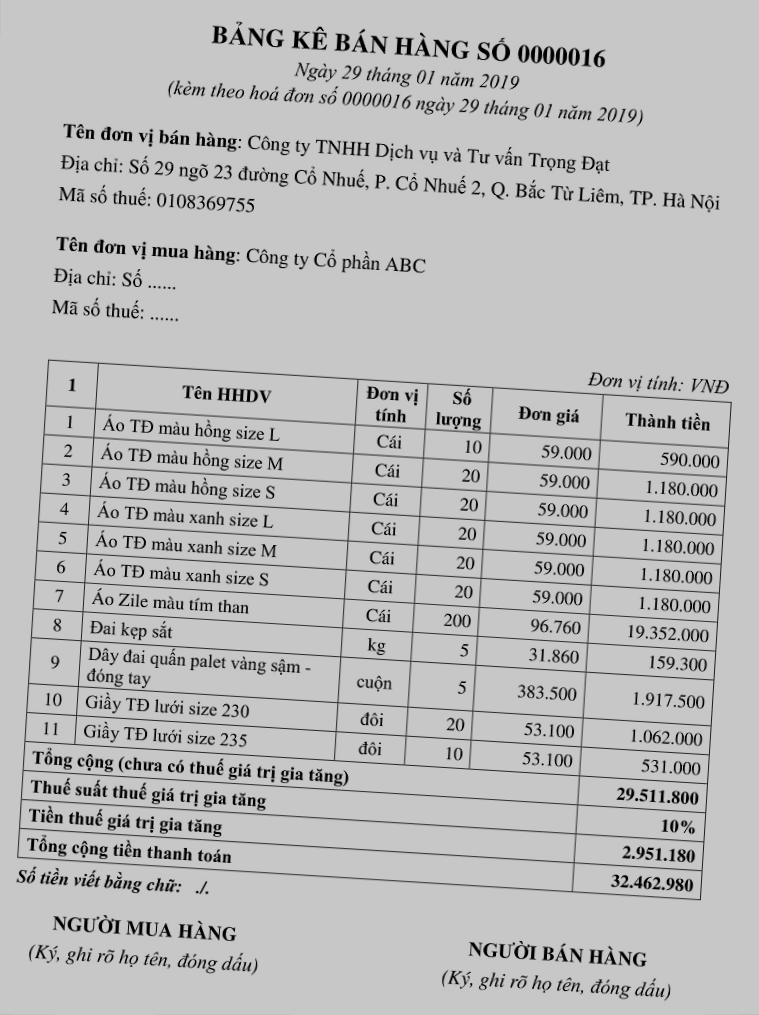 BẢNG KÊ BÁN HÀNG SỐ 0000016
Ngày 29 tháng 01 năm 2019
(kèm theo hoá đơn số 0000016 ngày 29 tháng 01 năm 2019)
Tên đơn vị bán hàng: Công ty TNHH Dịch vụ và Tư vấn Trọng Đạt
Địa chỉ: Số 29 ngõ 23 đường Cổ Nhuế, P. Cổ Nhuế 2, Q. Bắc Từ Liêm, TP. Hà Nội
Mã số thuế: 0108369755
Tên đơn vị mua hàng: Công ty Cổ phần ABC
Địa chỉ: Số ......
Mã số thuế: ......
Đơn vị tính: VNĐ
1 Tên HHDV Đơn vị tính Số lượng Đơn giá Thành tiền
1 Áo TĐ màu hồng size L Cái 10 59.000 590.000
2 Áo TĐ màu hồng size M Cái 20 59.000 1.180.000
3 Áo TĐ màu hồng size S Cái 20 59.000 1.180.000
4 Áo TĐ màu xanh size L Cái 20 59.000 1.180.000
5 Áo TĐ màu xanh size M Cái 20 59.000 1.180.000
6 Áo TĐ màu xanh size S Cái 20 59.000 1.180.000
7 Áo Zile màu tím than Cái 200 96.760 19.352.000
8 Đai kẹp sắt kg 5 31.860 159.300
9 Dây đai quấn palet vàng sậm -
đóng tay cuộn 5 383.500 1.917.500
10 Giầy TĐ lưới size 230 đôi 20 53.100 1.062.000
11 Giầy TĐ lưới size 235 đôi 10 53.100 531.000
Tổng cộng (chưa có thuế giá trị gia tăng) 29.511.800
Thuế suất thuế giá trị gia tăng 10%
Tiền thuế giá trị gia tăng 2.951.180
Tổng cộng tiền thanh toán 32.462.980
Số tiền viết bằng chữ: ./.
NGƯỜI MUA HÀNG NGƯỜI BÁN HÀNG
(Ký, ghi rõ họ tên, đóng dấu) (Ký, ghi rõ họ tên, đóng dấu)